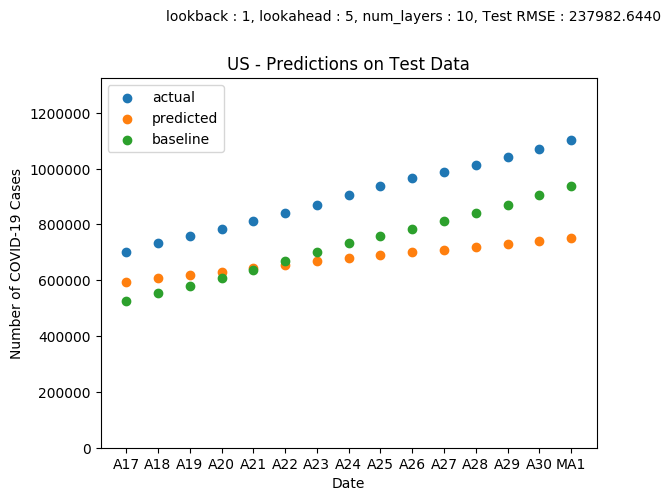 lookback : 1, lookahead : 5, num_layers : 10, Test RMSE : 237982.6440
US - Predictions on Test Data
actual
predicted
baseline
1200000
1000000
800000
600000
400000
200000
0
Number of COVID-19 Cases
A17 A18 A19 A20 A21 A22 A23 A24 A25 A26 A27 A28 A29 A30 MA1
Date